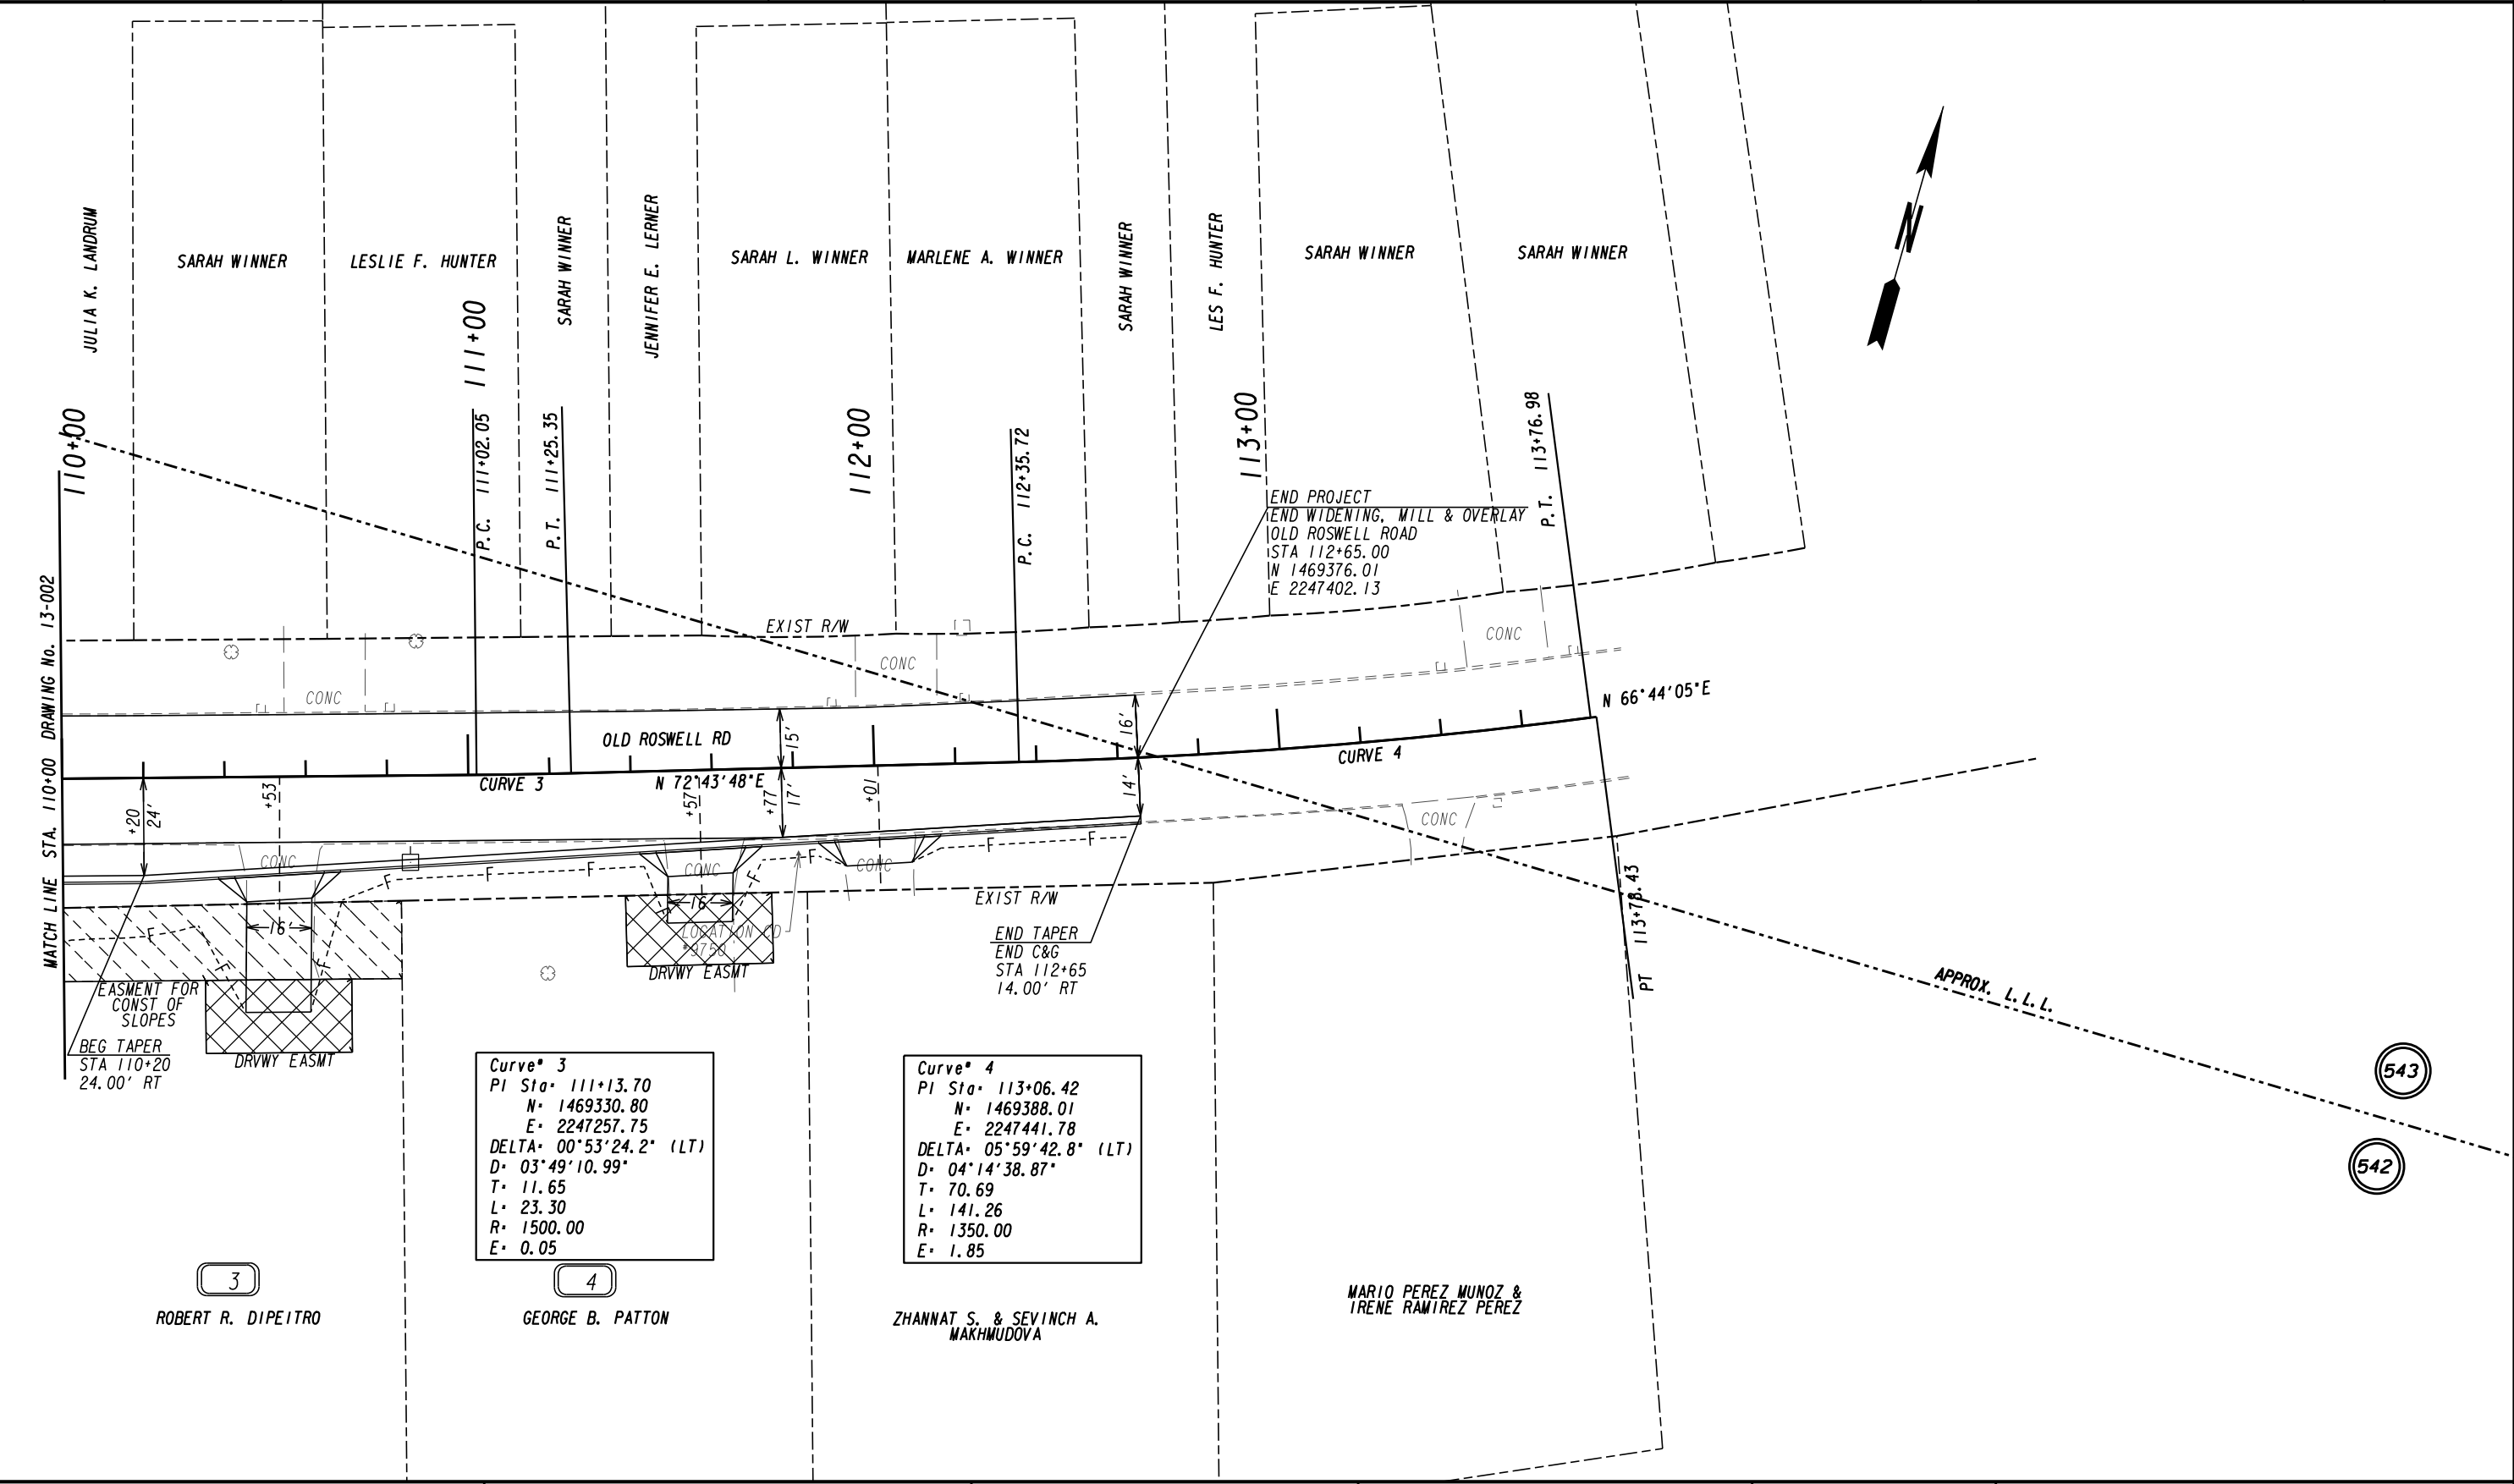 JULIA K. LANDRUM
SARAH WINNER
LESLIE F. HUNTER
SARAH WINNER
JENNIFER E. LERNER
SARAH L. WINNER
MARLENE A. WINNER
SARAH WINNER
LES F. HUNTER
SARAH WINNER
SARAH WINNER
N
110+00
111+00
112+00
113+00
P.C. 111+02.05
P.T. 111+25.35
P.C. 112+35.72
P.T. 113+76.98
END PROJECT
END WIDENING, MILL & OVERLAY
OLD ROSWELL ROAD
STA 112+65.00
N 1469376.01
E 2247402.13
MATCH LINE STA. 110+00 DRAWING No. 13-002
EXIST R/W
CONC
CONC
CONC
OLD ROSWELL RD
15'
16'
N 66°44'05"E
CURVE 3
N 72°43'48"E
CURVE 4
+20
24'
+53
+57
+77
17'
+01
14'
CONC
CONC
CONC
CONC
F
F
F
F
F
F
F
F
F
F
F
F
16'
16'
LOCATION CD
*9750
EXIST R/W
DRVWY EASMT
END TAPER
END C&G
STA 112+65
14.00' RT
PT 113+78.43
APPROX. L.L.L.
EASMENT FOR
CONST OF
SLOPES
BEG TAPER
STA 110+20
24.00' RT
DRVWY EASMT
Curve* 3
PI Sta= 111+13.70
N= 1469330.80
E= 2247257.75
DELTA= 00°53'24.2" (LT)
D= 03°49'10.99"
T= 11.65
L= 23.30
R= 1500.00
E= 0.05
Curve* 4
PI Sta= 113+06.42
N= 1469388.01
E= 2247441.78
DELTA= 05°59'42.8" (LT)
D= 04°14'38.87"
T= 70.69
L= 141.26
R= 1350.00
E= 1.85
543
542
3
ROBERT R. DIPEITRO
4
GEORGE B. PATTON
ZHANNAT S. & SEVINCH A.
MAKHMUDOVA
MARIO PEREZ MUNOZ &
IRENE RAMIREZ PEREZ